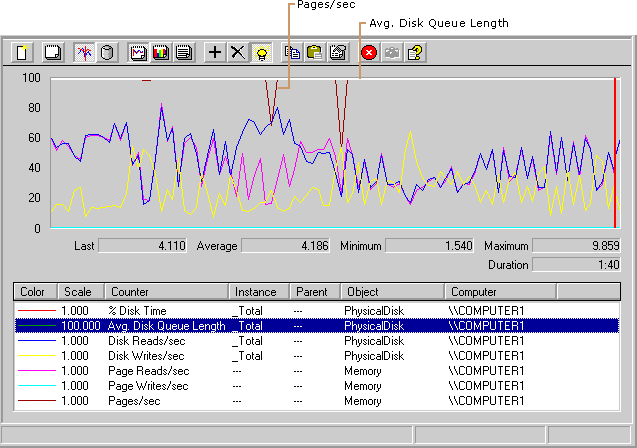 Pages/sec
Avg. Disk Queue Length
100
80
60
40
20
0
Last 4.110 Average 4.186 Minimum 1.540 Maximum 9.859
Duration 1:40
Color Scale Counter Instance Parent Object Computer
1.000 % Disk Time _Total --- PhysicalDisk \\COMPUTER1
100.000 Avg. Disk Queue Length _Total --- PhysicalDisk \\COMPUTER1
1.000 Disk Reads/sec _Total --- PhysicalDisk \\COMPUTER1
1.000 Disk Writes/sec _Total --- PhysicalDisk \\COMPUTER1
1.000 Page Reads/sec --- --- Memory \\COMPUTER1
1.000 Page Writes/sec --- --- Memory \\COMPUTER1
1.000 Pages/sec --- --- Memory \\COMPUTER1